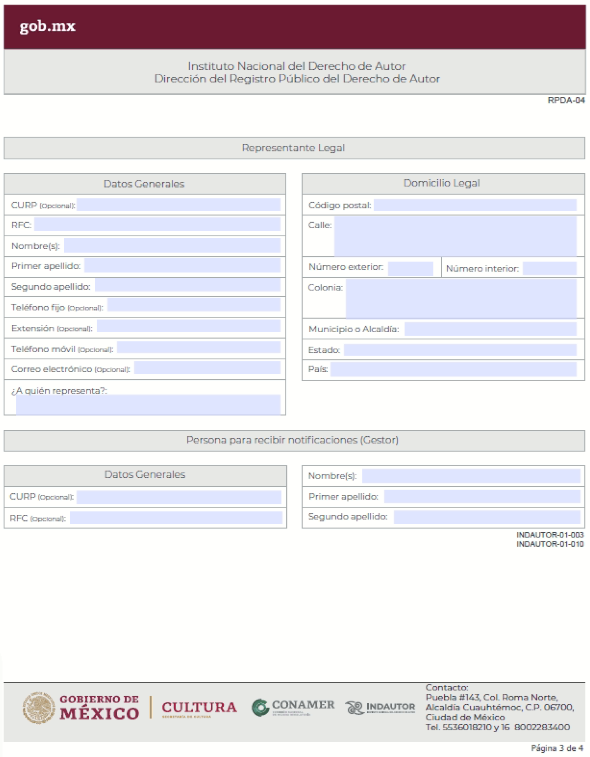 gob.mx
Instituto Nacional del Derecho de Autor
Dirección del Registro Público del Derecho de Autor
RPDA-04
Representante Legal
Datos Generales
CURP (Opcional):
RFC:
Nombre(s):
Primer apellido:
Segundo apellido:
Teléfono fijo (Opcional):
Extensión (Opcional):
Teléfono móvil (Opcional):
Correo electrónico (Opcional):
¿A quién representa?:
Domicilio Legal
Código postal:
Calle:
Número exterior:
Número interior:
Colonia:
Municipio o Alcaldía:
Estado:
País:
Persona para recibir notificaciones (Gestor)
Datos Generales
CURP (Opcional):
RFC (Opcional):
Nombre(s):
Primer apellido:
Segundo apellido:
INDAUTOR-01-003
INDAUTOR-01-010
GOBIERNO DE
MÉXICO
CULTURA
SECRETARÍA DE CULTURA
CONAMER
INDAUTOR
Contacto:
Puebla #143, Col. Roma Norte,
Alcaldía Cuauhtémoc, C.P. 06700,
Ciudad de México
Tel. 5536018210 y 16 8002283400
Página 3 de 4